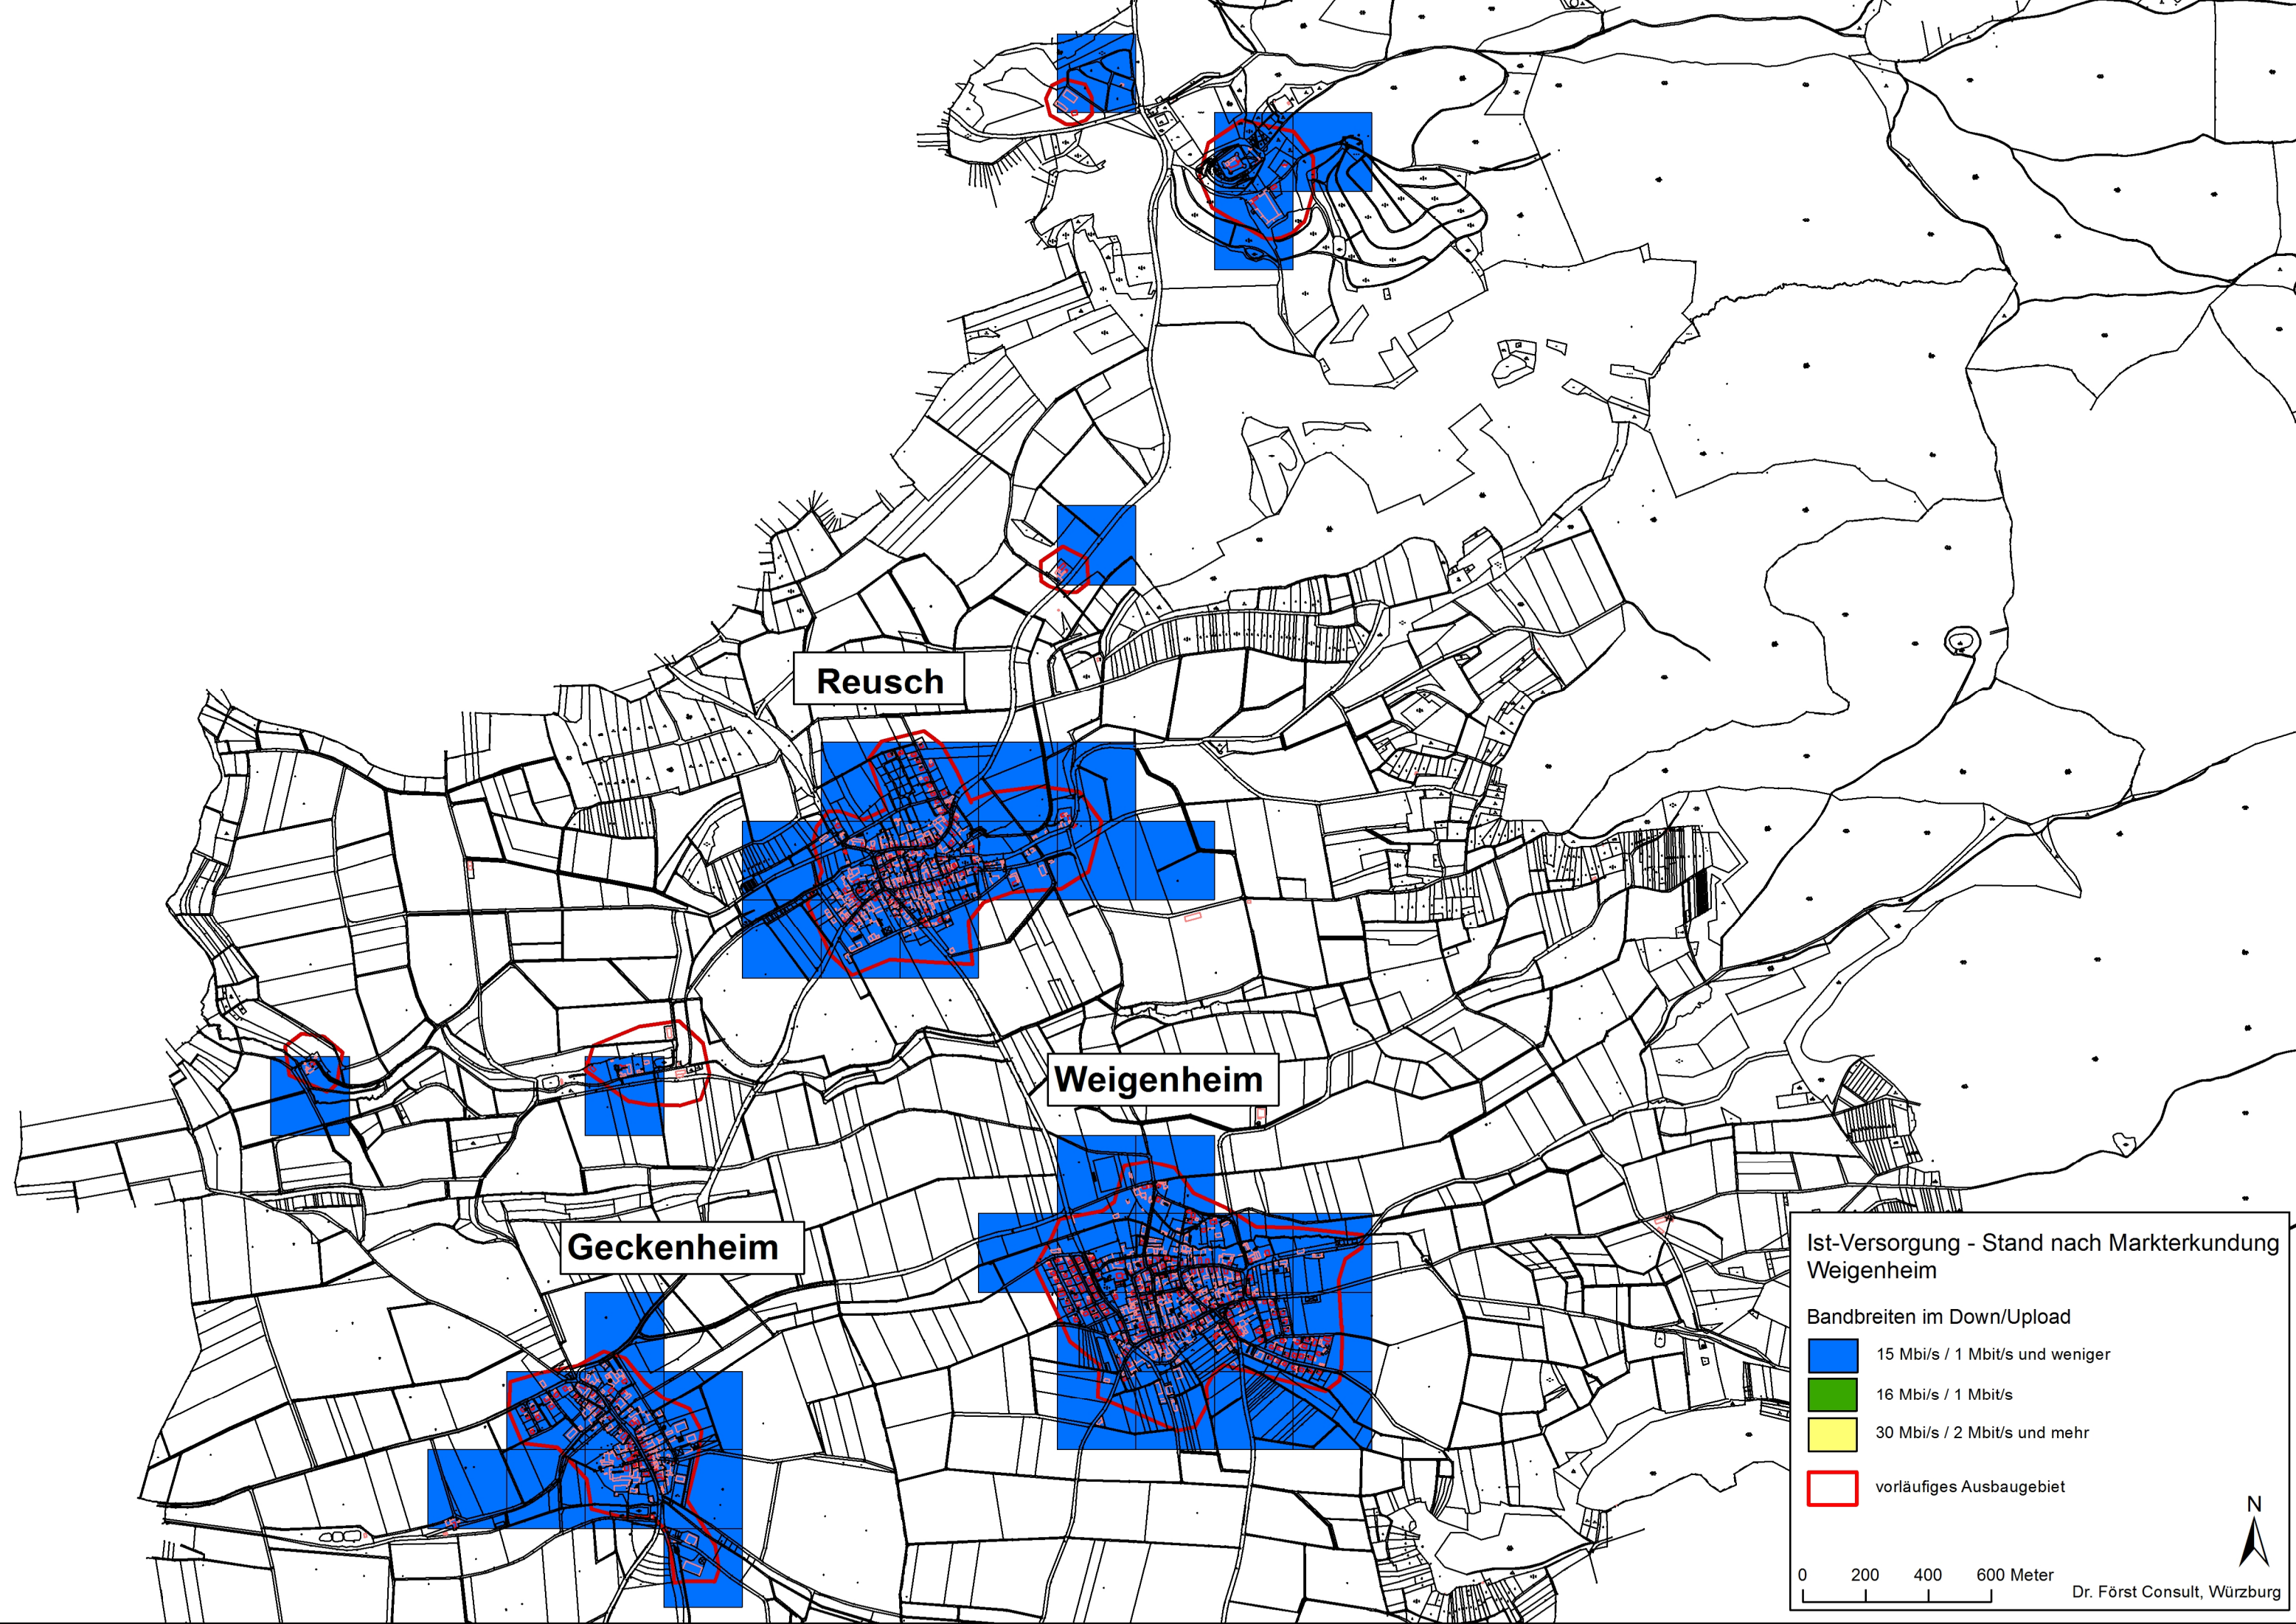 Reusch
Weigenheim
Geckenheim
Ist-Versorgung - Stand nach Markterkundung
Weigenheim
Bandbreiten im Down/Upload
15 Mbi/s / 1 Mbit/s und weniger
16 Mbi/s / 1 Mbit/s
30 Mbi/s / 2 Mbit/s und mehr
vorläufiges Ausbaugebiet
N
0 200 400 600 Meter
Dr. Först Consult, Würzburg